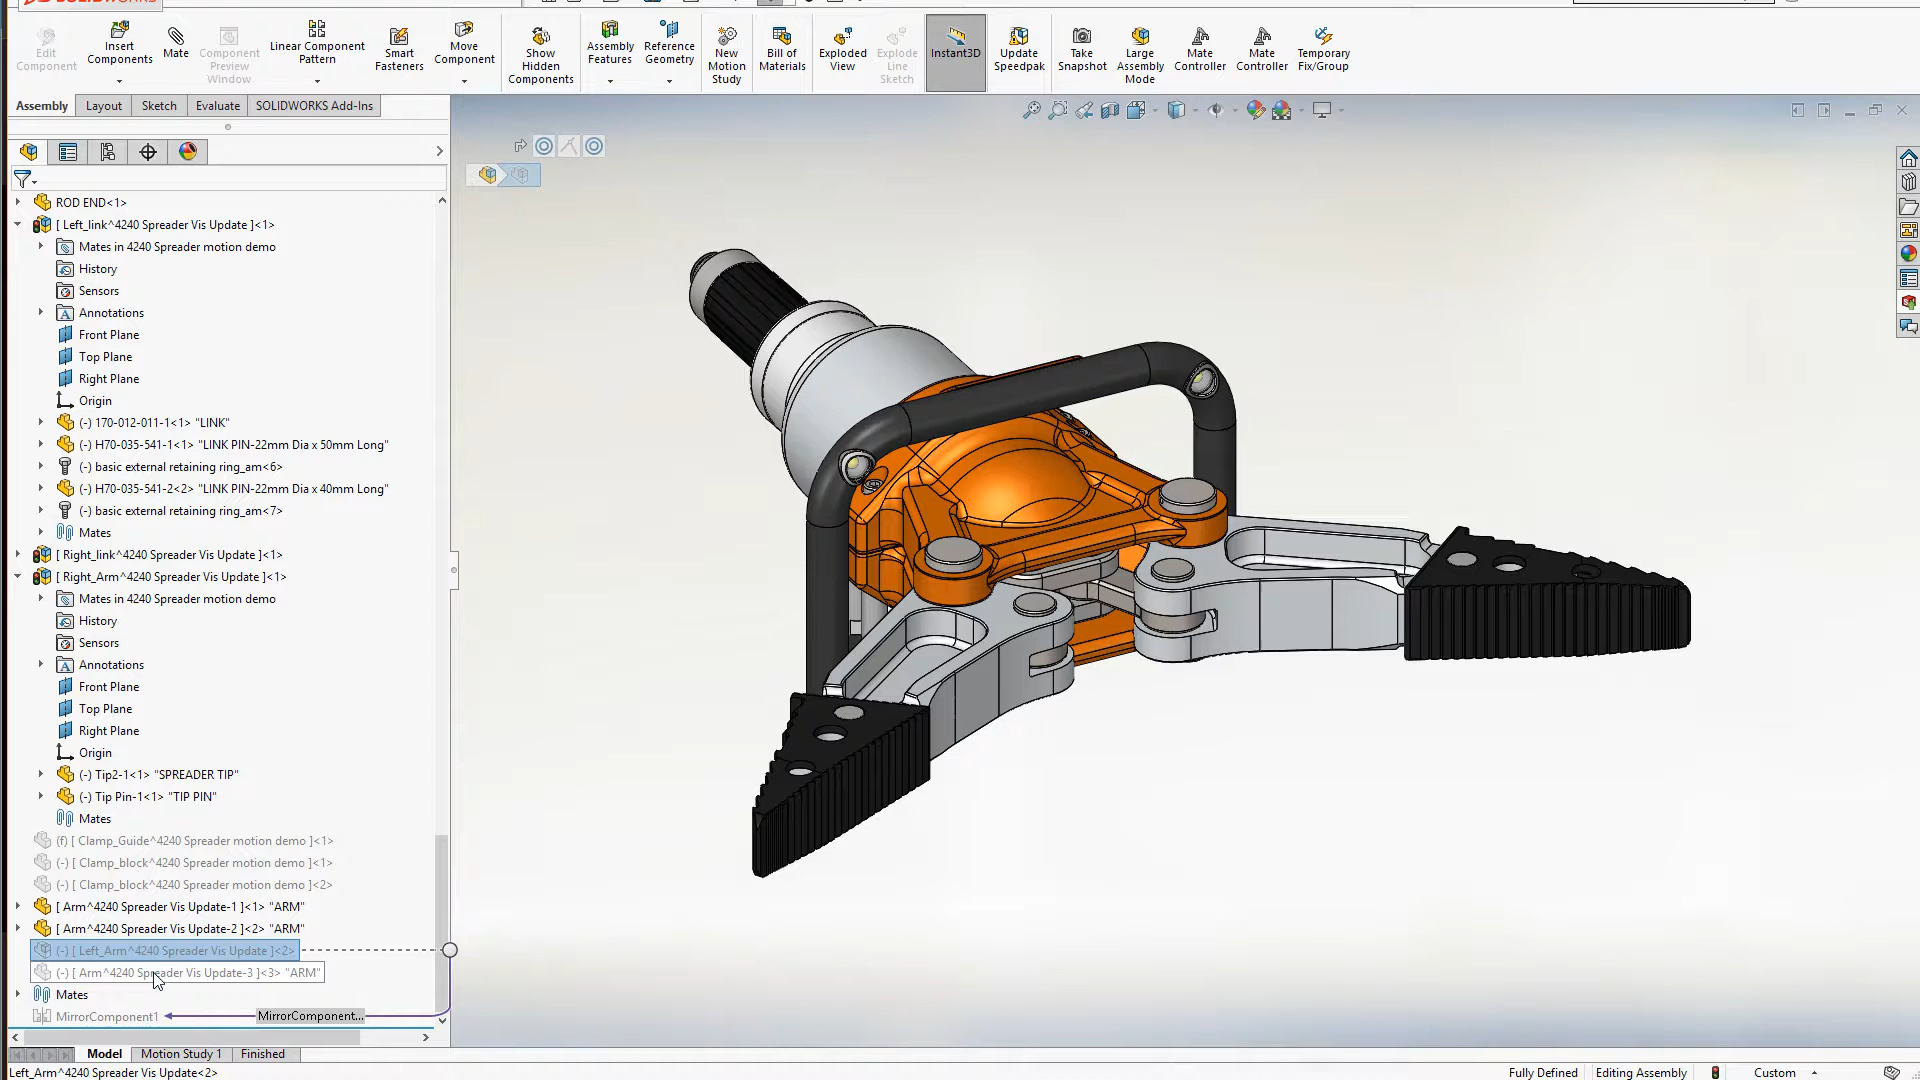 SOLIDWORKS
Edit Component
Insert Components
Mate
Component Preview Window
Linear Component Pattern
Smart Fasteners
Move Component
Show Hidden Components
Assembly Features
Reference Geometry
New Motion Study
Bill of Materials
Exploded View
Explode Line Sketch
Instant3D
Update Speedpak
Take Snapshot
Large Assembly Mode
Mate Controller
Mate Controller
Temporary Fix/Group
Assembly Layout Sketch Evaluate SOLIDWORKS Add-Ins
ROD END<1>
[ Left_link^4240 Spreader Vis Update ]<1>
Mates in 4240 Spreader motion demo
History
Sensors
Annotations
Front Plane
Top Plane
Right Plane
Origin
(-) 170-012-011-1<1> "LINK"
(-) H70-035-541-1<1> "LINK PIN-22mm Dia x 50mm Long"
(-) basic external retaining ring_am<6>
(-) H70-035-541-2<2> "LINK PIN-22mm Dia x 40mm Long"
(-) basic external retaining ring_am<7>
Mates
[ Right_link^4240 Spreader Vis Update ]<1>
[ Right_Arm^4240 Spreader Vis Update ]<1>
Mates in 4240 Spreader motion demo
History
Sensors
Annotations
Front Plane
Top Plane
Right Plane
Origin
(-) Tip2-1<1> "SPREADER TIP"
(-) Tip Pin-1<1> "TIP PIN"
Mates
(f) [ Clamp_Guide^4240 Spreader motion demo ]<1>
(-) [ Clamp_block^4240 Spreader motion demo ]<1>
(-) [ Clamp_block^4240 Spreader motion demo ]<2>
[ Arm^4240 Spreader Vis Update-1 ]<1> "ARM"
[ Arm^4240 Spreader Vis Update-2 ]<2> "ARM"
(-) [ Left_Arm^4240 Spreader Vis Update ]<2>
(-) [ Arm^4240 Spreader Vis Update-3 ]<3> "ARM"
Mates
MirrorComponent1 MirrorComponent...
Model Motion Study 1 Finished
Left_Arm^4240 Spreader Vis Update<2> Fully Defined Editing Assembly Custom